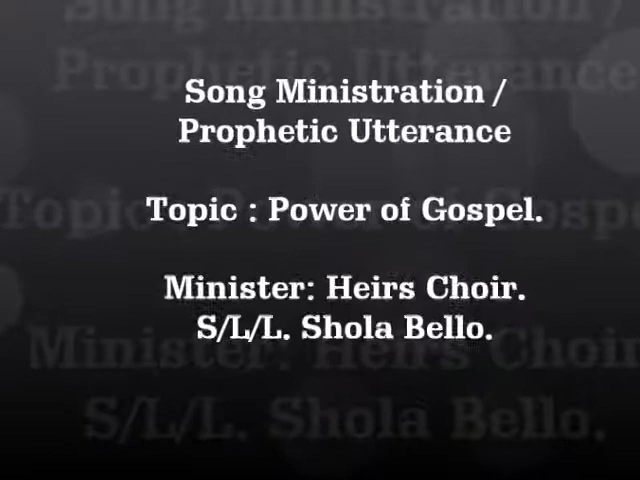 Song Ministration /
Prophetic Utterance
Topic : Power of Gospel.
Minister: Heirs Choir.
S/L/L. Shola Bello.